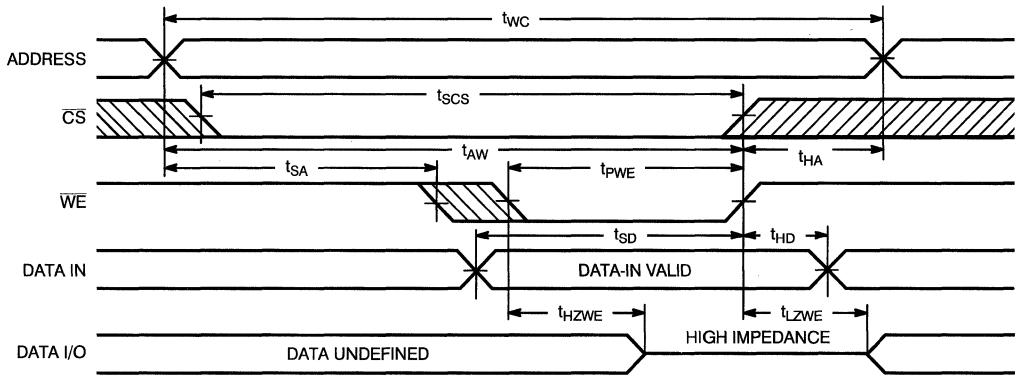 tWC
ADDRESS
tSCS
CS
tAW
tHA
tSA
tPWE
WE
tSD
tHD
DATA IN
DATA-IN VALID
tHZWE
tLZWE
HIGH IMPEDANCE
DATA I/O
DATA UNDEFINED